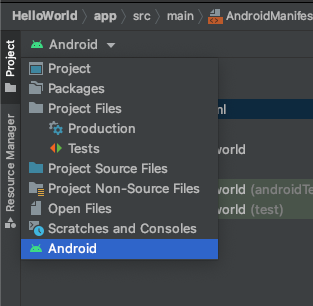 HelloWorld app src main AndroidManifes
Project
Android
Project
Packages
Project Files
Production
Tests
Project Source Files
Project Non-Source Files
Open Files
Scratches and Consoles
Android
Resource Manager
ml
world
world (androidTe
world (test)